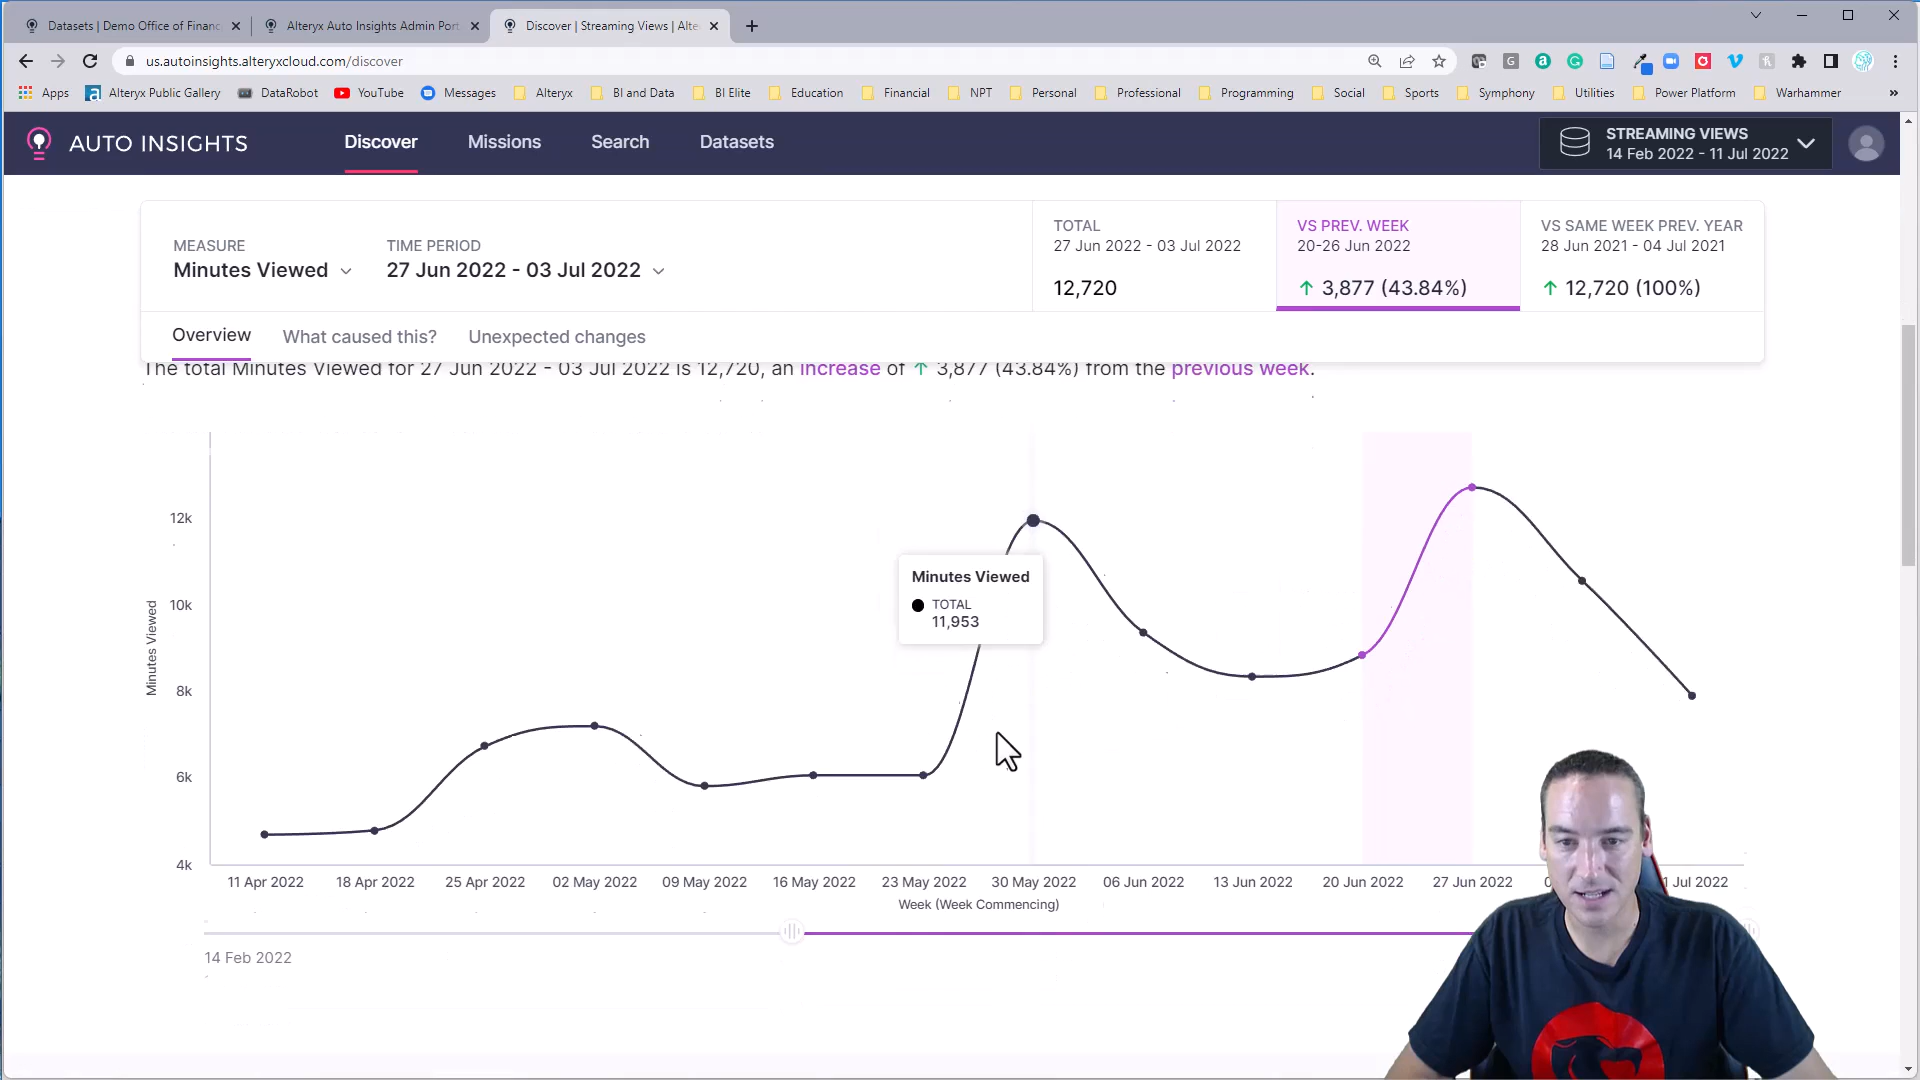 Datasets | Demo Office of Financ
Alteryx Auto Insights Admin Port
Discover | Streaming Views | Alte
us.autoinsights.alteryxcloud.com/discover
Apps
Alteryx Public Gallery
DataRobot
YouTube
Messages
Alteryx
BI and Data
BI Elite
Education
Financial
NPT
Personal
Professional
Programming
Social
Sports
Symphony
Utilities
Power Platform
Warhammer
»
AUTO INSIGHTS
Discover
Missions
Search
Datasets
STREAMING VIEWS
14 Feb 2022 - 11 Jul 2022
MEASURE
Minutes Viewed
TIME PERIOD
27 Jun 2022 - 03 Jul 2022
TOTAL
27 Jun 2022 - 03 Jul 2022
12,720
VS PREV. WEEK
20-26 Jun 2022
↑ 3,877 (43.84%)
VS SAME WEEK PREV. YEAR
28 Jun 2021 - 04 Jul 2021
↑ 12,720 (100%)
Overview
What caused this?
Unexpected changes
The total Minutes Viewed for 27 Jun 2022 - 03 Jul 2022 is 12,720, an increase of ↑ 3,877 (43.84%) from the previous week.
12k
10k
8k
6k
4k
Minutes Viewed
Minutes Viewed
TOTAL
11,953
11 Apr 2022
18 Apr 2022
25 Apr 2022
02 May 2022
09 May 2022
16 May 2022
23 May 2022
30 May 2022
06 Jun 2022
13 Jun 2022
20 Jun 2022
27 Jun 2022
1 Jul 2022
Week (Week Commencing)
14 Feb 2022